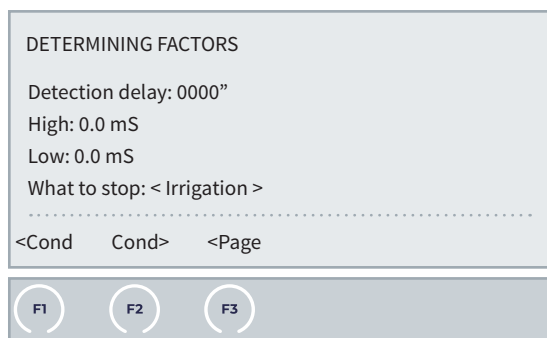 DETERMINING FACTORS
Detection delay: 0000”
High: 0.0 mS
Low: 0.0 mS
What to stop: < Irrigation >
<Cond Cond> <Page
F1 F2 F3